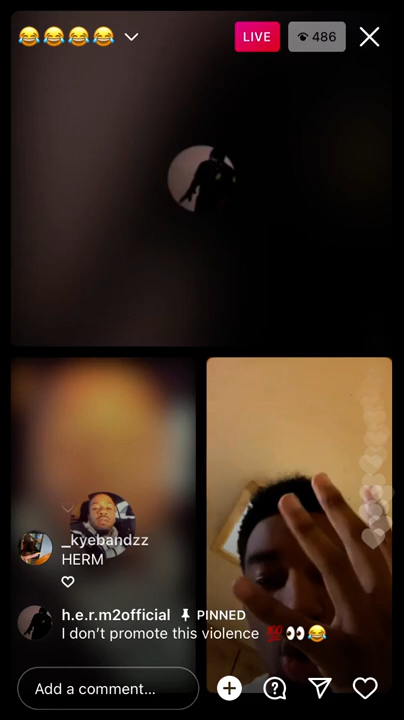 😂😂😂😂
LIVE
486
_kyebandzz
HERM
h.e.r.m2official PINNED
I don't promote this violence 💯👀😂
Add a comment...